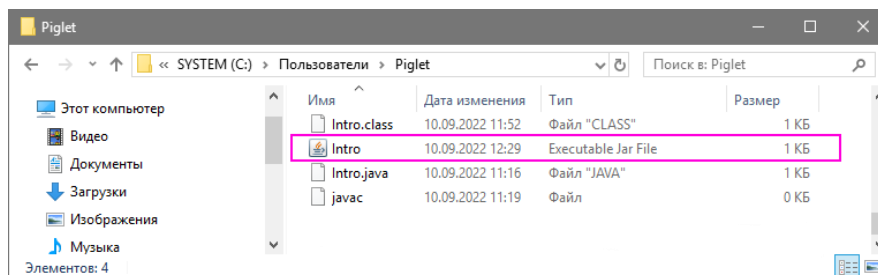 Piglet
« SYSTEM (C:) > Пользователи > Piglet
Поиск в: Piglet
Этот компьютер
Видео
Документы
Загрузки
Изображения
Музыка
Имя Дата изменения Тип Размер
Intro.class 10.09.2022 11:52 Файл "CLASS" 1 КБ
Intro 10.09.2022 12:29 Executable Jar File 1 КБ
Intro.java 10.09.2022 11:16 Файл "JAVA" 1 КБ
javac 10.09.2022 11:19 Файл 0 КБ
Элементов: 4